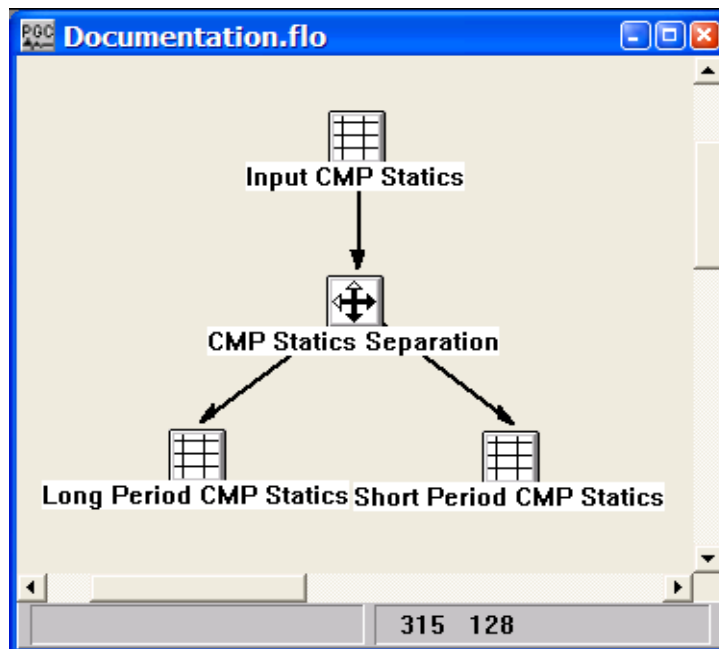 PGC Documentation.flo
Input CMP Statics
CMP Statics Separation
Long Period CMP Statics Short Period CMP Statics
315 128